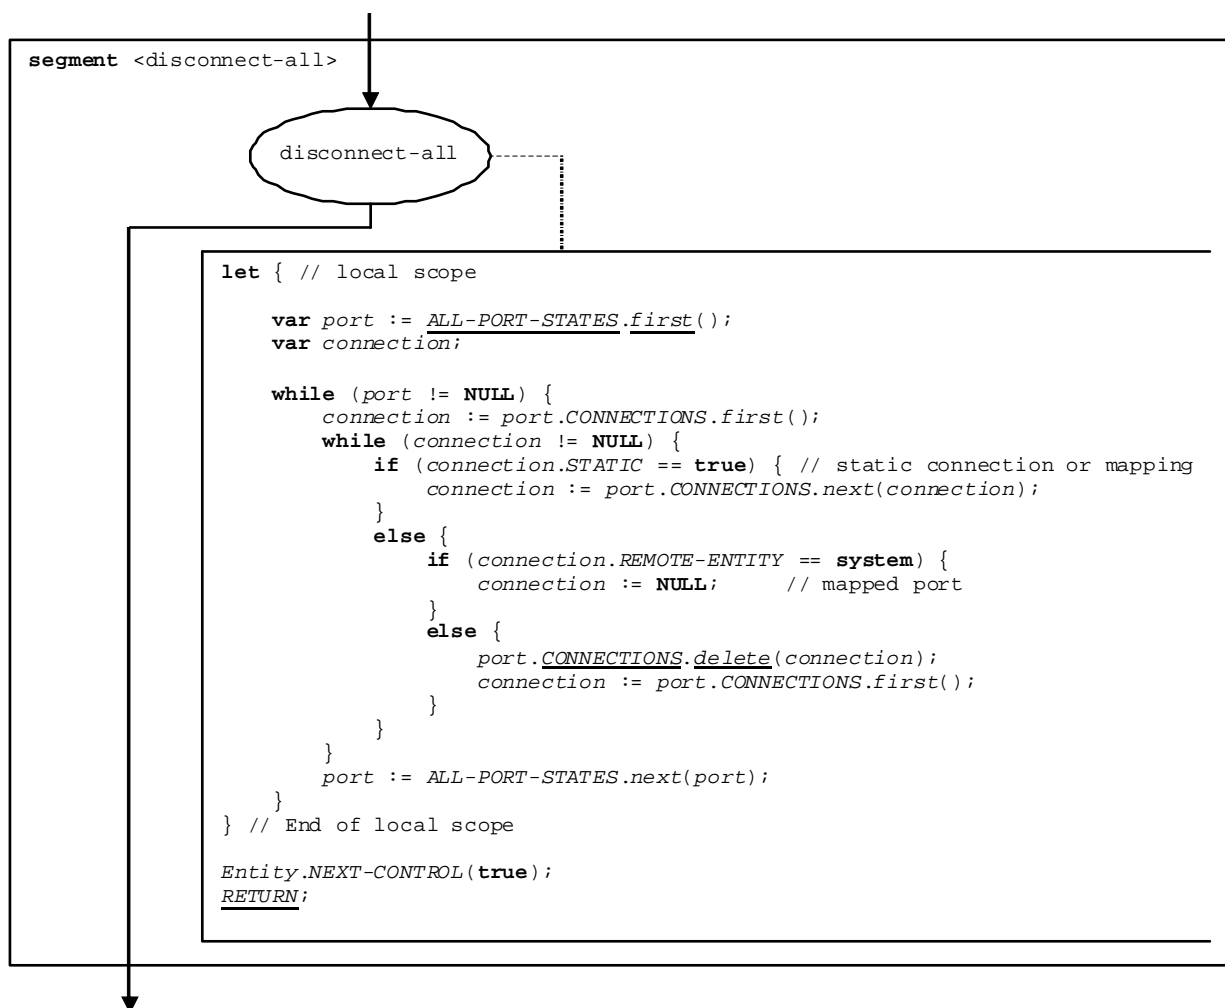 segment <disconnect-all>
disconnect-all
let { // local scope
var port := ALL-PORT-STATES.first();
var connection;
while (port != NULL) {
connection := port.CONNECTIONS.first();
while (connection != NULL) {
if (connection.STATIC == true) { // static connection or mapping
connection := port.CONNECTIONS.next(connection);
}
else {
if (connection.REMOTE-ENTITY == system) {
connection := NULL; // mapped port
}
else {
port.CONNECTIONS.delete(connection);
connection := port.CONNECTIONS.first();
}
}
}
port := ALL-PORT-STATES.next(port);
}
} // End of local scope
Entity.NEXT-CONTROL(true);
RETURN;